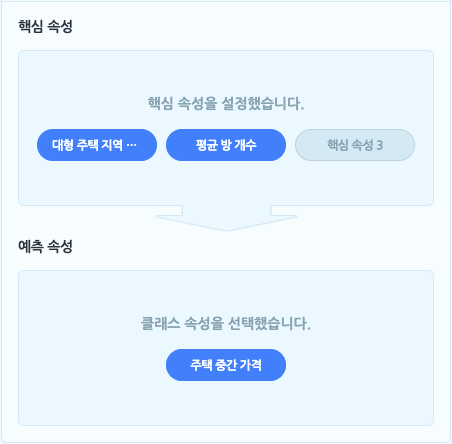 핵심 속성
핵심 속성을 설정했습니다.
대형 주택 지역 ⋯ 평균 방 개수 핵심 속성 3
예측 속성
클래스 속성을 선택했습니다.
주택 중간 가격